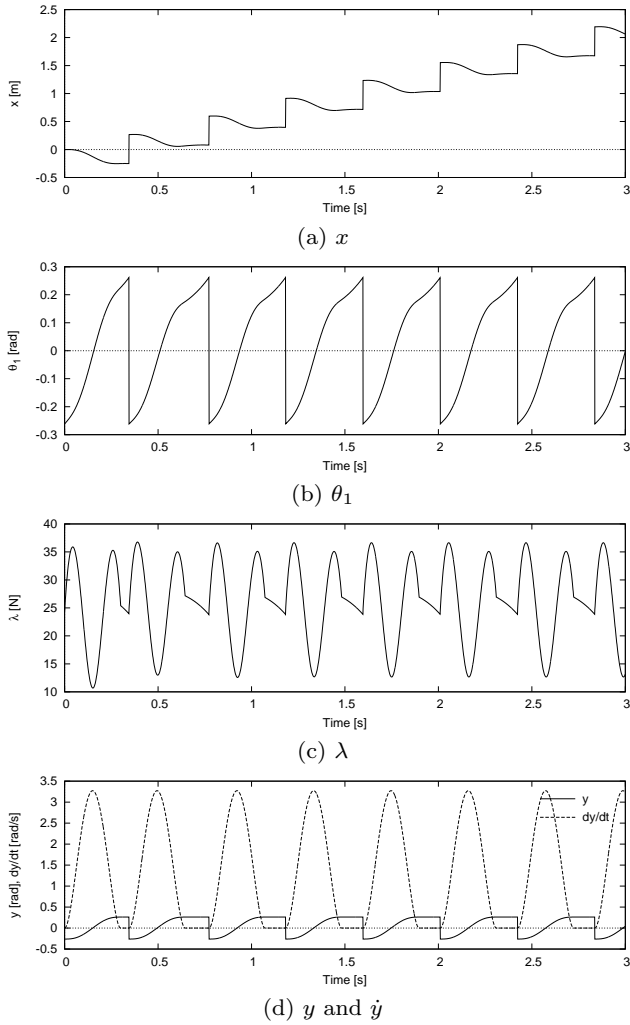 2.5
2
1.5
1
0.5
0
-0.5
x [m]
0 0.5 1 1.5 2 2.5 3
Time [s]
(a) x
0.3
0.2
0.1
0
-0.1
-0.2
-0.3
θ1 [rad]
0 0.5 1 1.5 2 2.5 3
Time [s]
(b) θ1
40
35
30
25
20
15
10
λ [N]
0 0.5 1 1.5 2 2.5 3
Time [s]
(c) λ
3.5
3
2.5
2
1.5
1
0.5
0
-0.5
y [rad], dy/dt [rad/s]
y
dy/dt
0 0.5 1 1.5 2 2.5 3
Time [s]
(d) y and ẏ